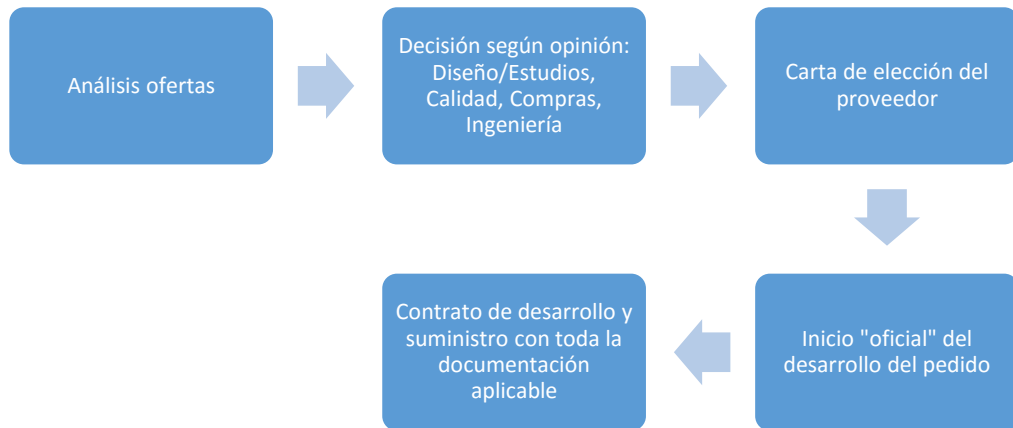 Análisis ofertas
Decisión según opinión:
Diseño/Estudios,
Calidad, Compras,
Ingeniería
Carta de elección del
proveedor
Inicio "oficial" del
desarrollo del pedido
Contrato de desarrollo y
suministro con toda la
documentación
aplicable